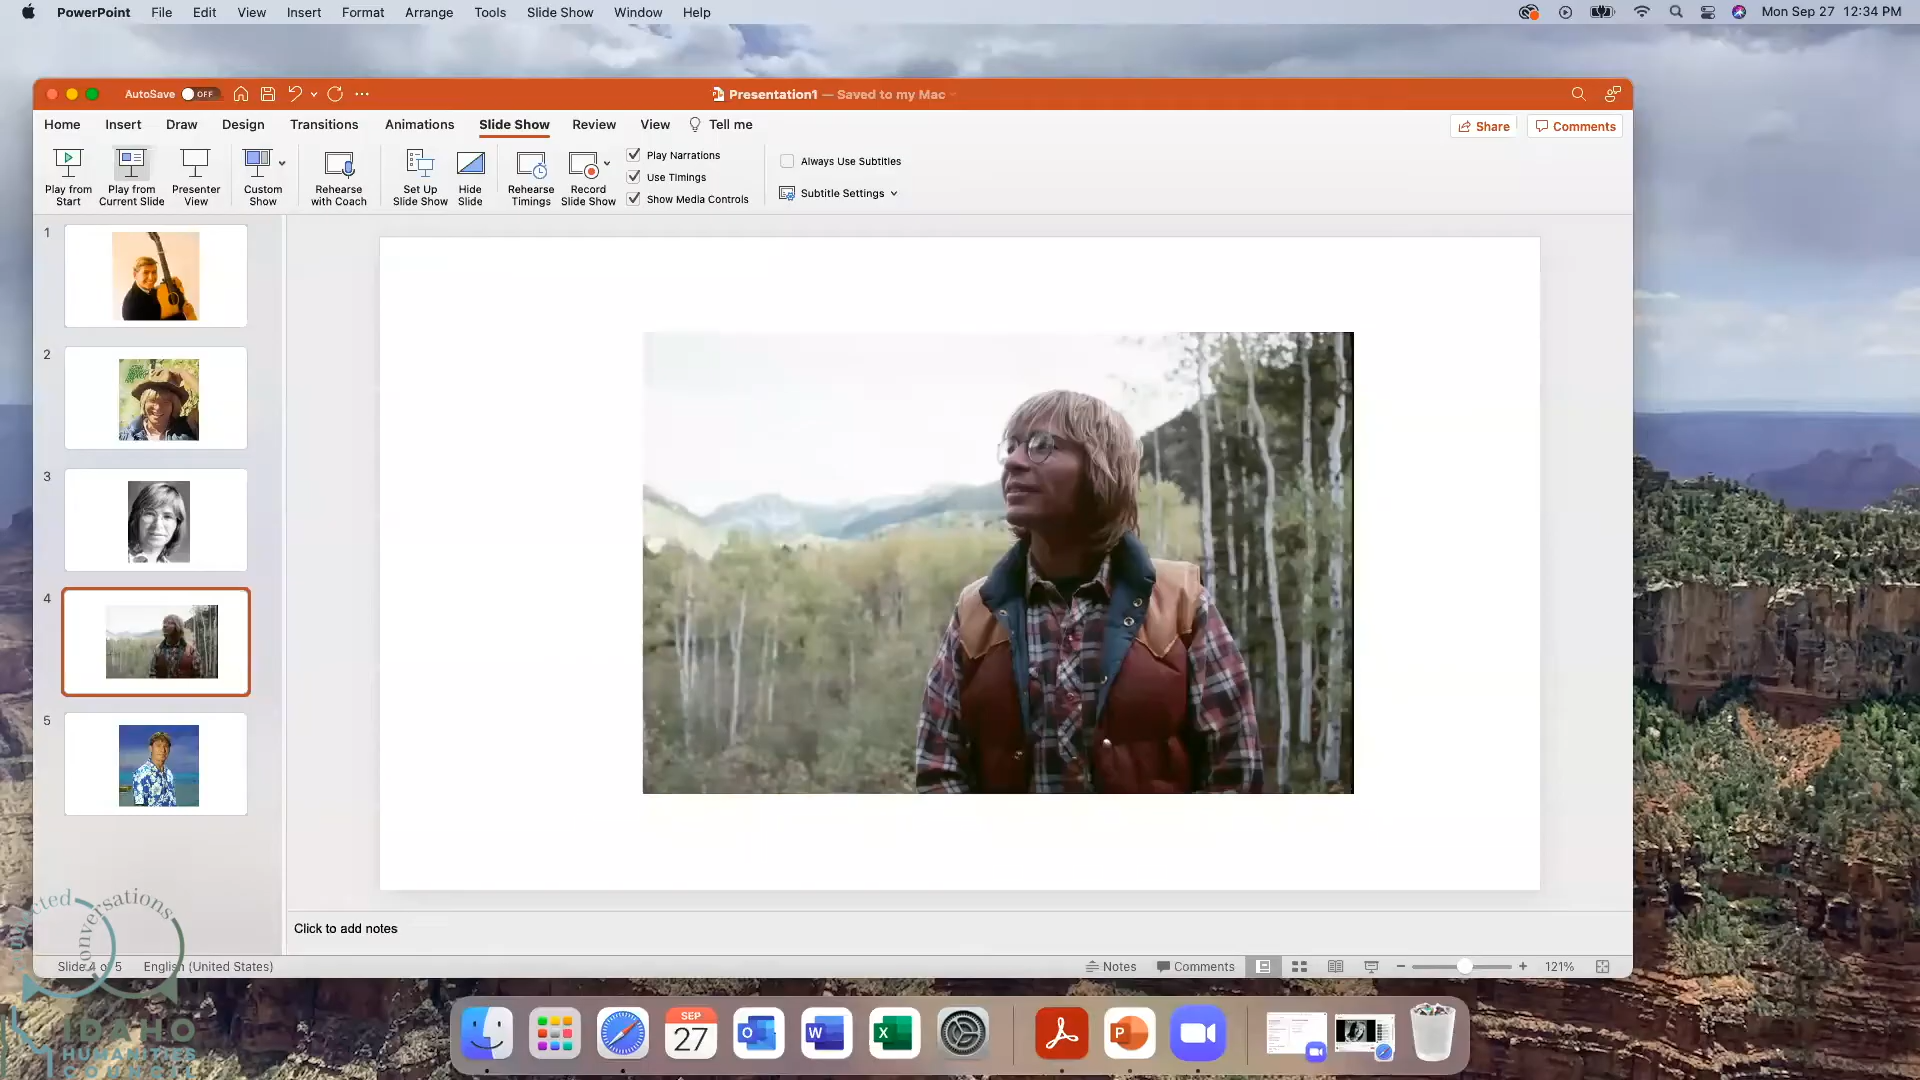 PowerPoint File Edit View Insert Format Arrange Tools Slide Show Window Help Mon Sep 27 12:34 PM
AutoSave OFF Presentation1 — Saved to my Mac
Home Insert Draw Design Transitions Animations Slide Show Review View Tell me Share Comments
Play from Start
Play from Current Slide
Presenter View
Custom Show
Rehearse with Coach
Set Up Slide Show
Hide Slide
Rehearse Timings
Record Slide Show
Play Narrations
Use Timings
Show Media Controls
Always Use Subtitles
Subtitle Settings
1
2
3
4
5
Click to add notes
Slide 4 of 5 English (United States) Notes Comments 121%
conversations
IDAHO
HUMANITIES
COUNCIL
SEP
27
O
W
X
P